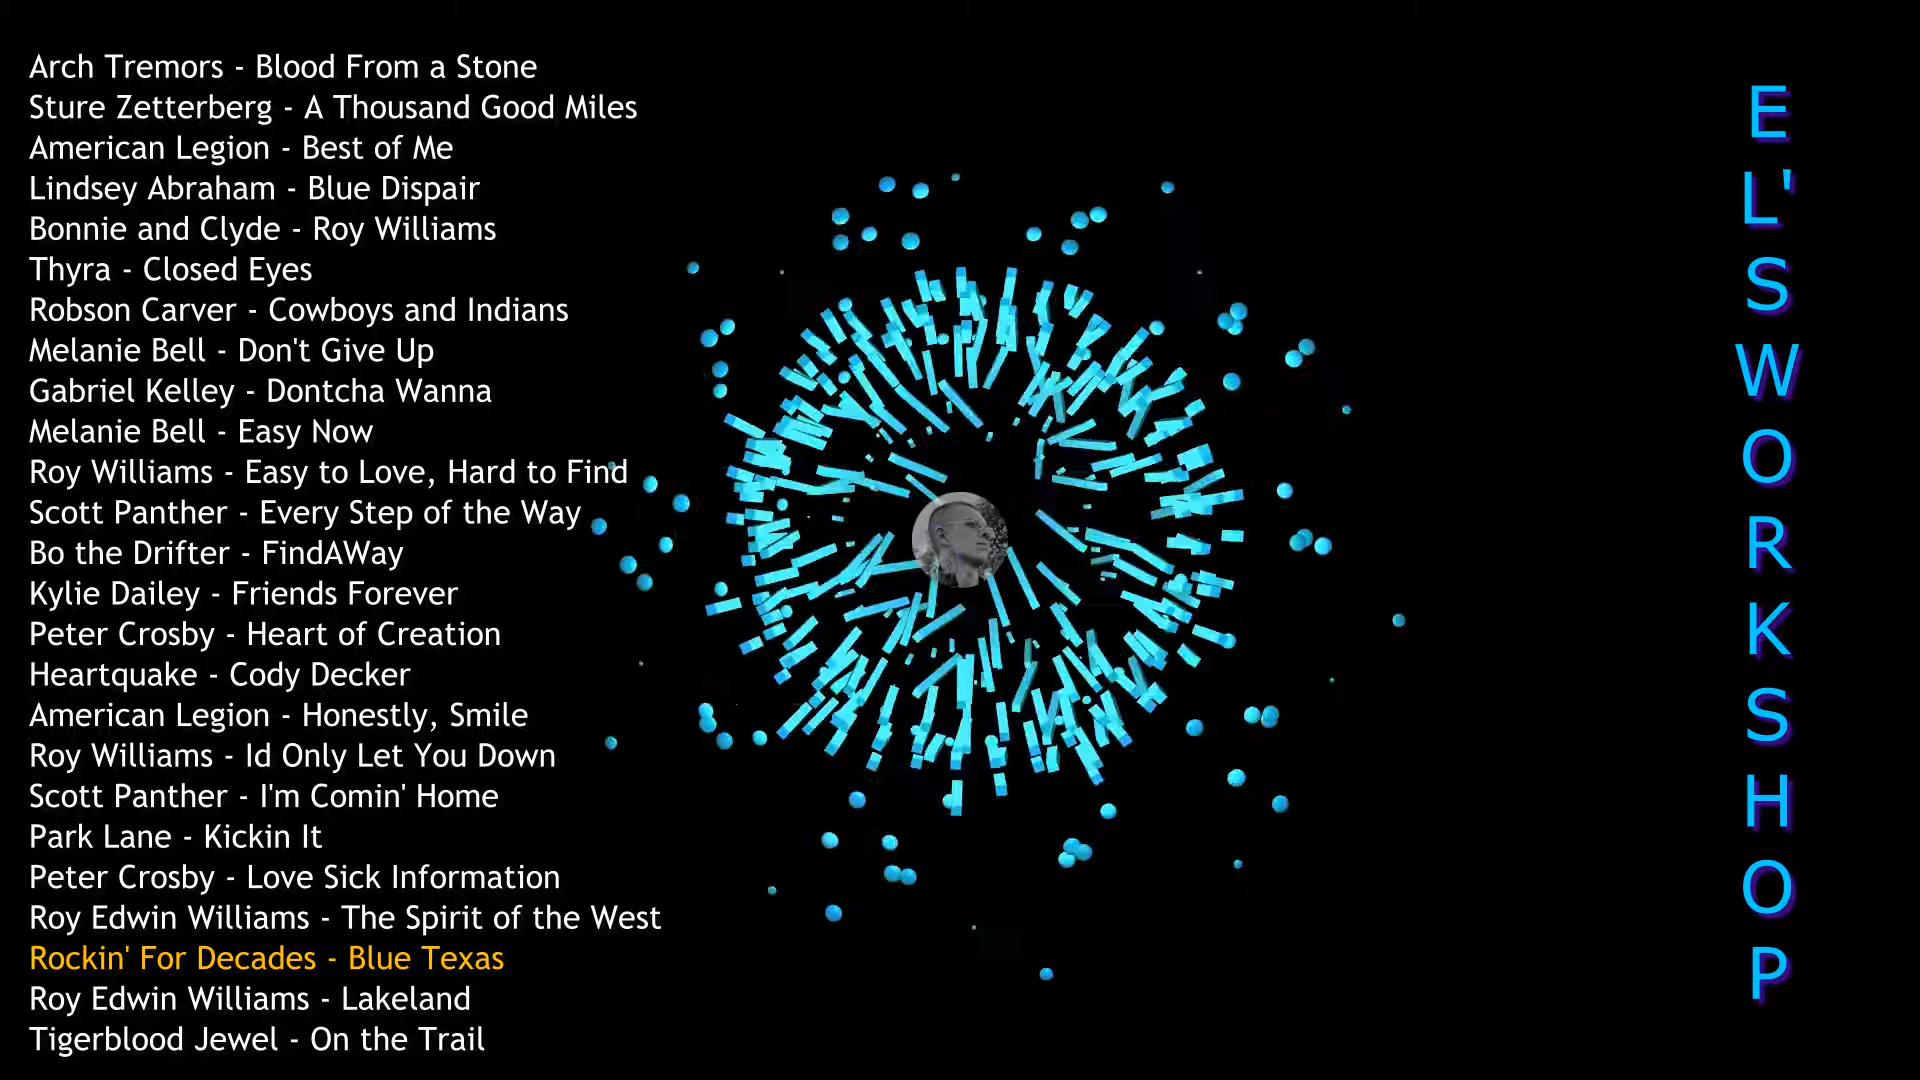 Arch Tremors - Blood From a Stone
Sture Zetterberg - A Thousand Good Miles
American Legion - Best of Me
Lindsey Abraham - Blue Dispair
Bonnie and Clyde - Roy Williams
Thyra - Closed Eyes
Robson Carver - Cowboys and Indians
Melanie Bell - Don't Give Up
Gabriel Kelley - Dontcha Wanna
Melanie Bell - Easy Now
Roy Williams - Easy to Love, Hard to Find
Scott Panther - Every Step of the Way
Bo the Drifter - FindAWay
Kylie Dailey - Friends Forever
Peter Crosby - Heart of Creation
Heartquake - Cody Decker
American Legion - Honestly, Smile
Roy Williams - Id Only Let You Down
Scott Panther - I'm Comin' Home
Park Lane - Kickin It
Peter Crosby - Love Sick Information
Roy Edwin Williams - The Spirit of the West
Rockin' For Decades - Blue Texas
Roy Edwin Williams - Lakeland
Tigerblood Jewel - On the Trail
EL'S WORKSHOP